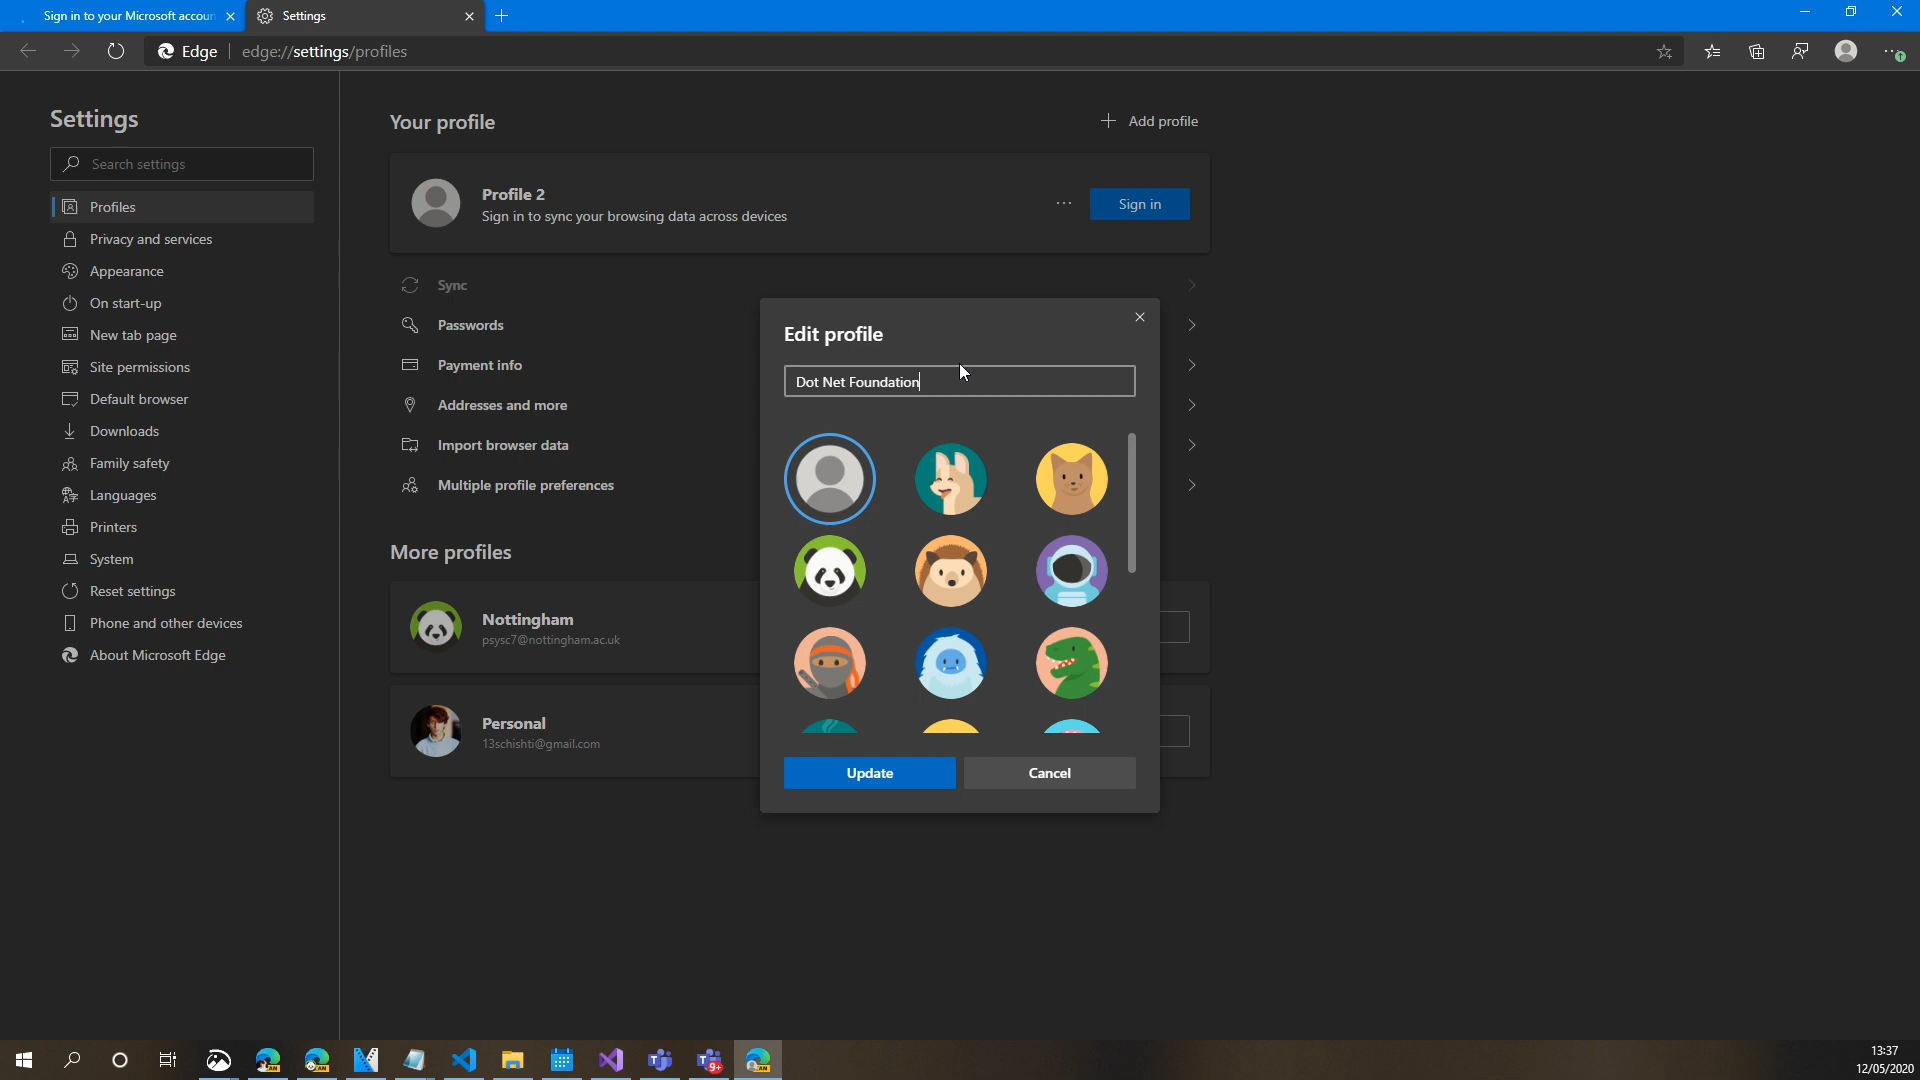 Sign in to your Microsoft accoun
Settings
Edge
edge://settings/profiles
Settings
Search settings
Profiles
Privacy and services
Appearance
On start-up
New tab page
Site permissions
Default browser
Downloads
Family safety
Languages
Printers
System
Reset settings
Phone and other devices
About Microsoft Edge
Your profile
Add profile
Profile 2
Sign in to sync your browsing data across devices
Sign in
Sync
Passwords
Payment info
Addresses and more
Import browser data
Multiple profile preferences
More profiles
Nottingham
psysc7@nottingham.ac.uk
Personal
13schishti@gmail.com
Edit profile
Dot Net Foundation
Update
Cancel
CAN
CAN
T
T
9+
CAN
13:37
12/05/2020